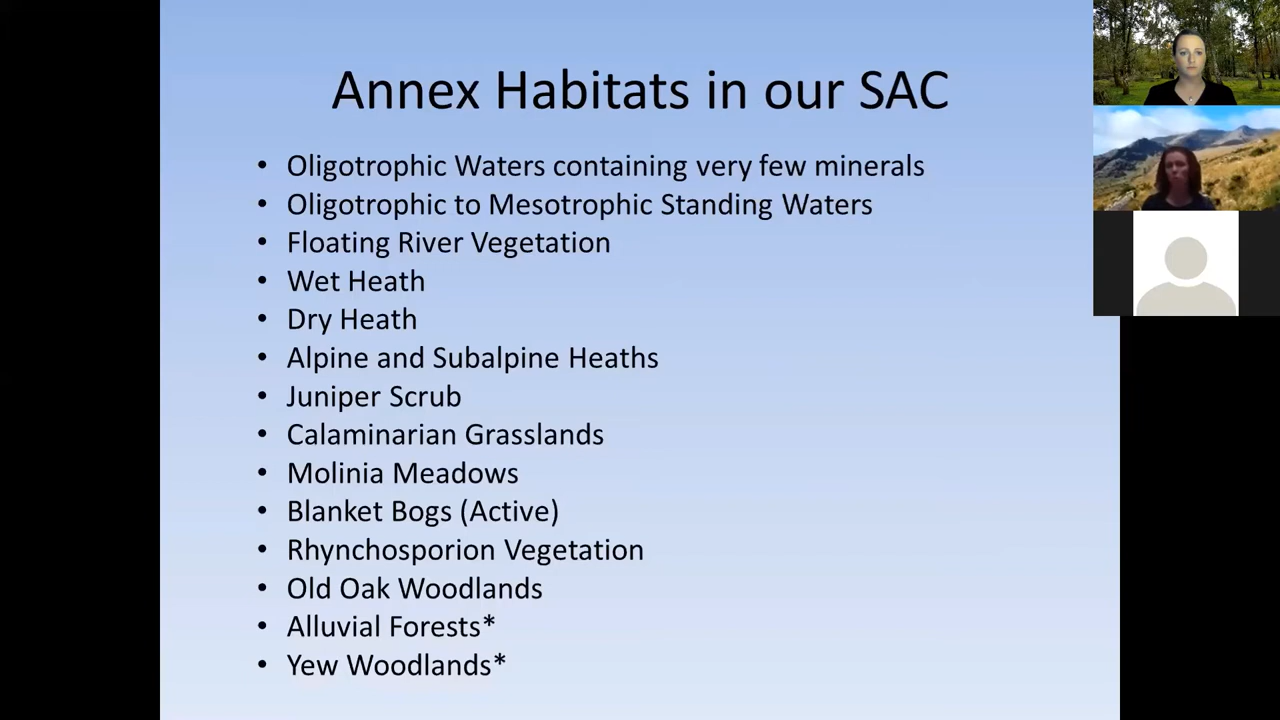 Annex Habitats in our SAC
• Oligotrophic Waters containing very few minerals
• Oligotrophic to Mesotrophic Standing Waters
• Floating River Vegetation
• Wet Heath
• Dry Heath
• Alpine and Subalpine Heaths
• Juniper Scrub
• Calaminarian Grasslands
• Molinia Meadows
• Blanket Bogs (Active)
• Rhynchosporion Vegetation
• Old Oak Woodlands
• Alluvial Forests*
• Yew Woodlands*